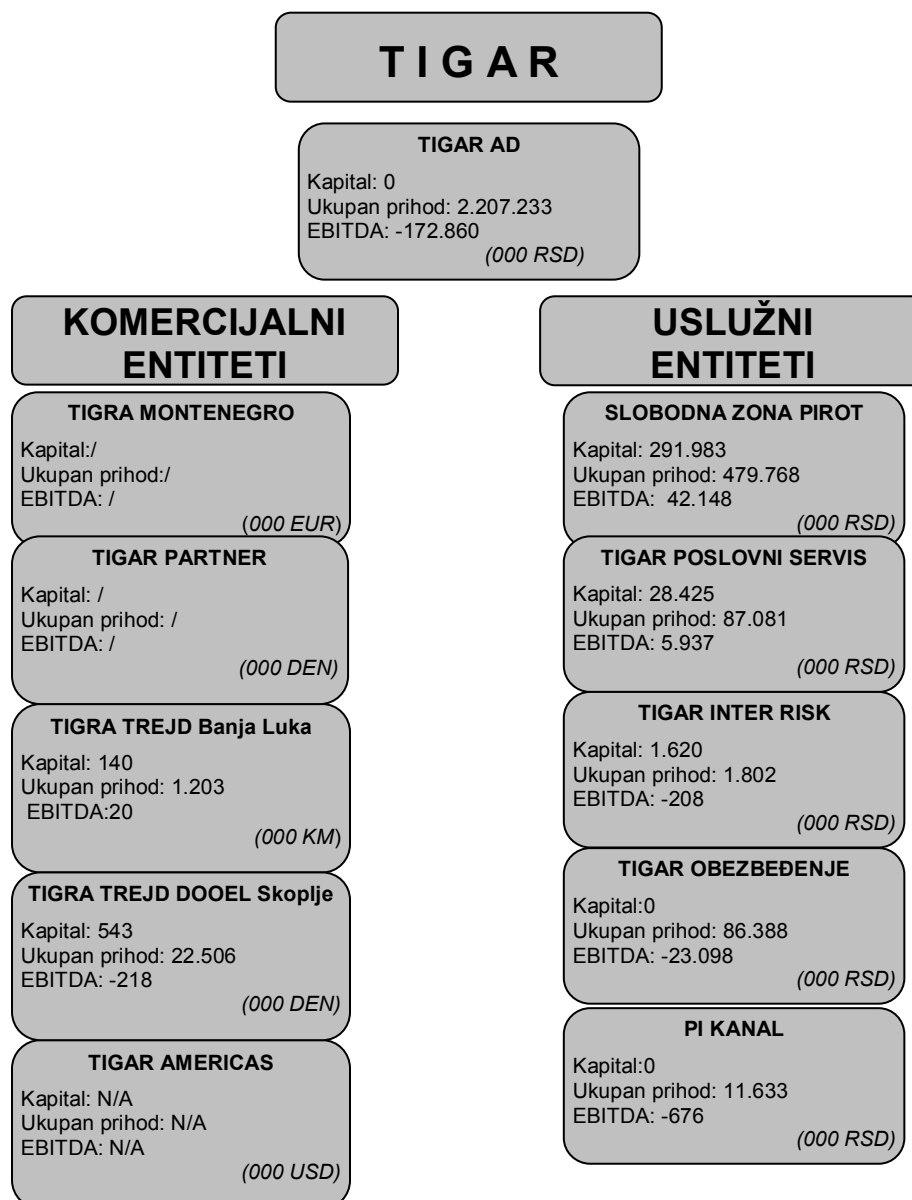 T I G A R
TIGAR AD
Kapital: 0
Ukupan prihod: 2.207.233
EBITDA: -172.860
(000 RSD)
KOMERCIJALNI
ENTITETI
TIGRA MONTENEGRO
Kapital:/
Ukupan prihod:/
EBITDA: /
(000 EUR)
TIGAR PARTNER
Kapital: /
Ukupan prihod: /
EBITDA: /
(000 DEN)
TIGRA TREJD Banja Luka
Kapital: 140
Ukupan prihod: 1.203
EBITDA:20
(000 KM)
TIGRA TREJD DOOEL Skoplje
Kapital: 543
Ukupan prihod: 22.506
EBITDA: -218
(000 DEN)
TIGAR AMERICAS
Kapital: N/A
Ukupan prihod: N/A
EBITDA: N/A
(000 USD)
USLUŽNI
ENTITETI
SLOBODNA ZONA PIROT
Kapital: 291.983
Ukupan prihod: 479.768
EBITDA:  42.148
(000 RSD)
TIGAR POSLOVNI SERVIS
Kapital: 28.425
Ukupan prihod: 87.081
EBITDA: 5.937
(000 RSD)
TIGAR INTER RISK
Kapital: 1.620
Ukupan prihod: 1.802
EBITDA: -208
(000 RSD)
TIGAR OBEZBEĐENJE
Kapital:0
Ukupan prihod: 86.388
EBITDA: -23.098
(000 RSD)
PI KANAL
Kapital:0
Ukupan prihod: 11.633
EBITDA: -676
(000 RSD)